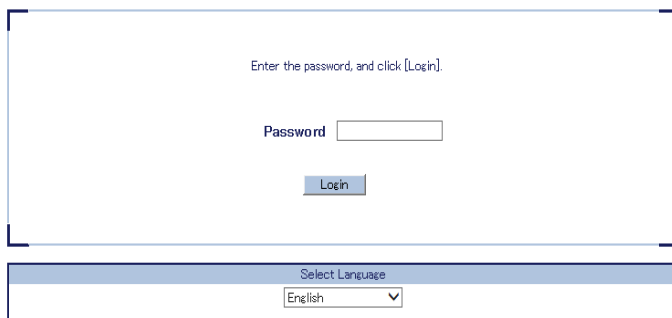 Enter the password, and click [Login].
Password
Login
Select Language
English